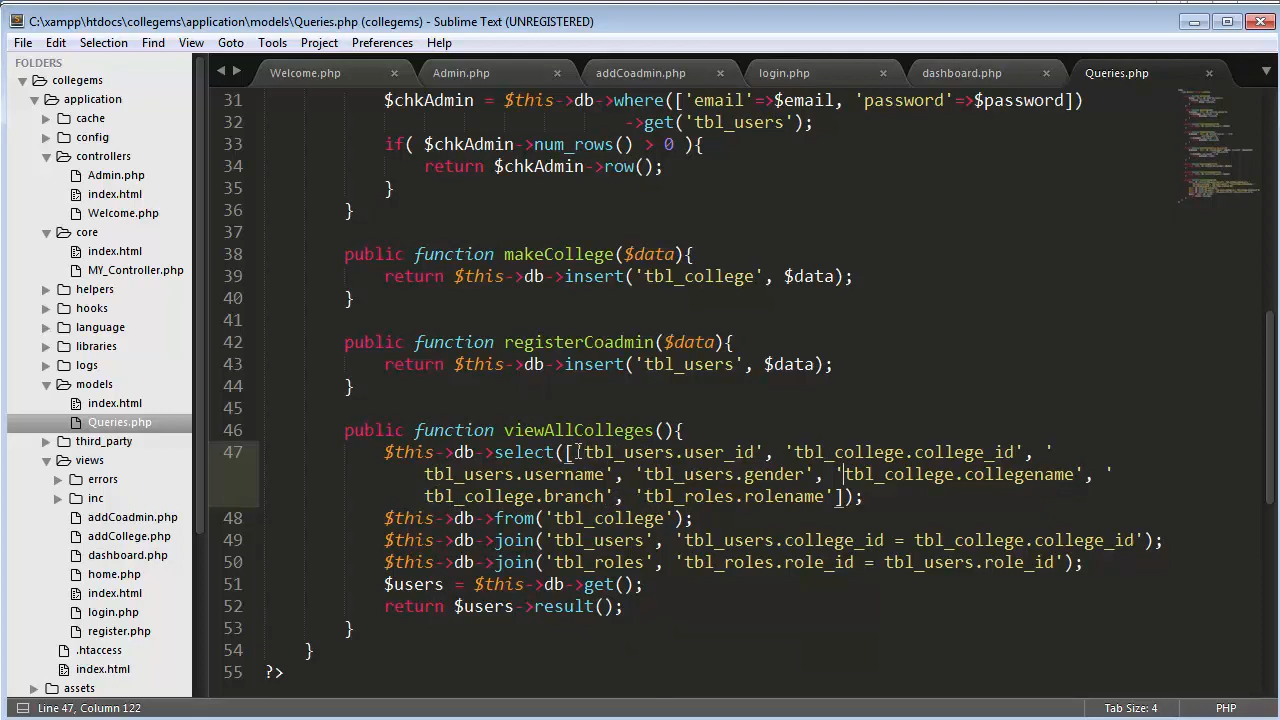 C:\xampp\htdocs\collegems\application\models\Queries.php (collegems) - Sublime Text (UNREGISTERED)
File Edit Selection Find View Goto Tools Project Preferences Help
FOLDERS
collegems
application
cache
config
controllers
Admin.php
index.html
Welcome.php
core
index.html
MY_Controller.php
helpers
hooks
language
libraries
logs
models
index.html
Queries.php
third_party
views
errors
inc
addCoadmin.php
addCollege.php
dashboard.php
home.php
index.html
login.php
register.php
.htaccess
index.html
assets
Welcome.php Admin.php addCoadmin.php login.php dashboard.php Queries.php
31 $chkAdmin = $this->db->where(['email'=>$email, 'password'=>$password])
32 ->get('tbl_users');
33 if( $chkAdmin->num_rows() > 0 ){
34 return $chkAdmin->row();
35 }
36 }
37
38 public function makeCollege($data){
39 return $this->db->insert('tbl_college', $data);
40 }
41
42 public function registerCoadmin($data){
43 return $this->db->insert('tbl_users', $data);
44 }
45
46 public function viewAllColleges(){
47 $this->db->select(['tbl_users.user_id', 'tbl_college.college_id', '
tbl_users.username', 'tbl_users.gender', 'tbl_college.collegename', '
tbl_college.branch', 'tbl_roles.rolename']);
48 $this->db->from('tbl_college');
49 $this->db->join('tbl_users', 'tbl_users.college_id = tbl_college.college_id');
50 $this->db->join('tbl_roles', 'tbl_roles.role_id = tbl_users.role_id');
51 $users = $this->db->get();
52 return $users->result();
53 }
54 }
55 ?>
Line 47, Column 122 Tab Size: 4 PHP